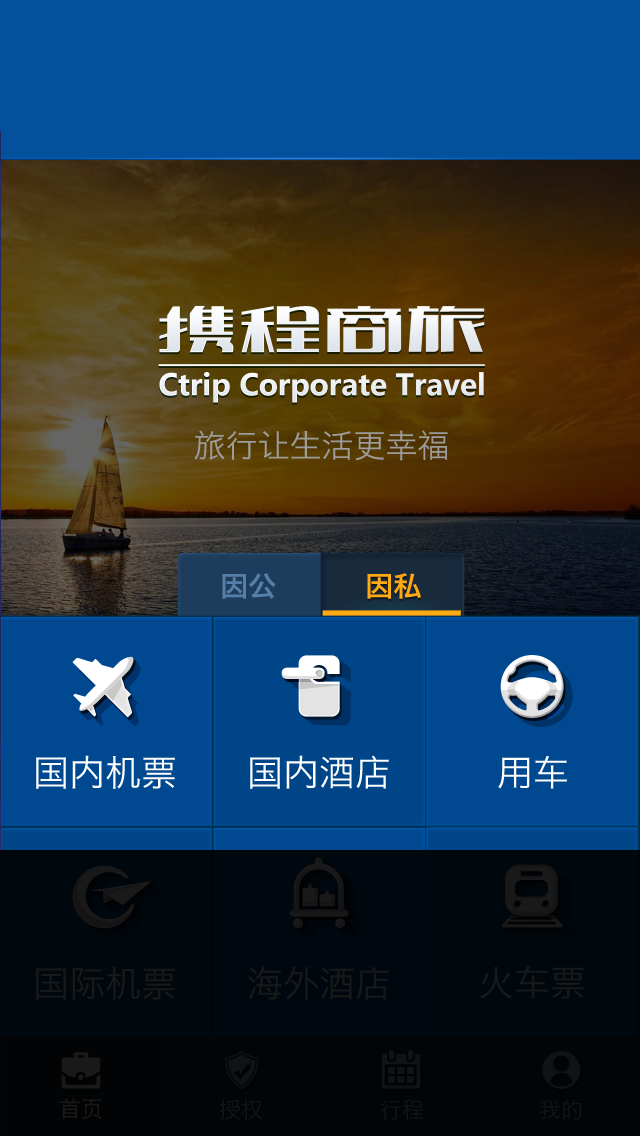 携程商旅
Ctrip Corporate Travel
旅行让生活更幸福
因公 因私
国内机票 国内酒店 用车
国际机票 海外酒店 火车票
首页 授权 行程 我的